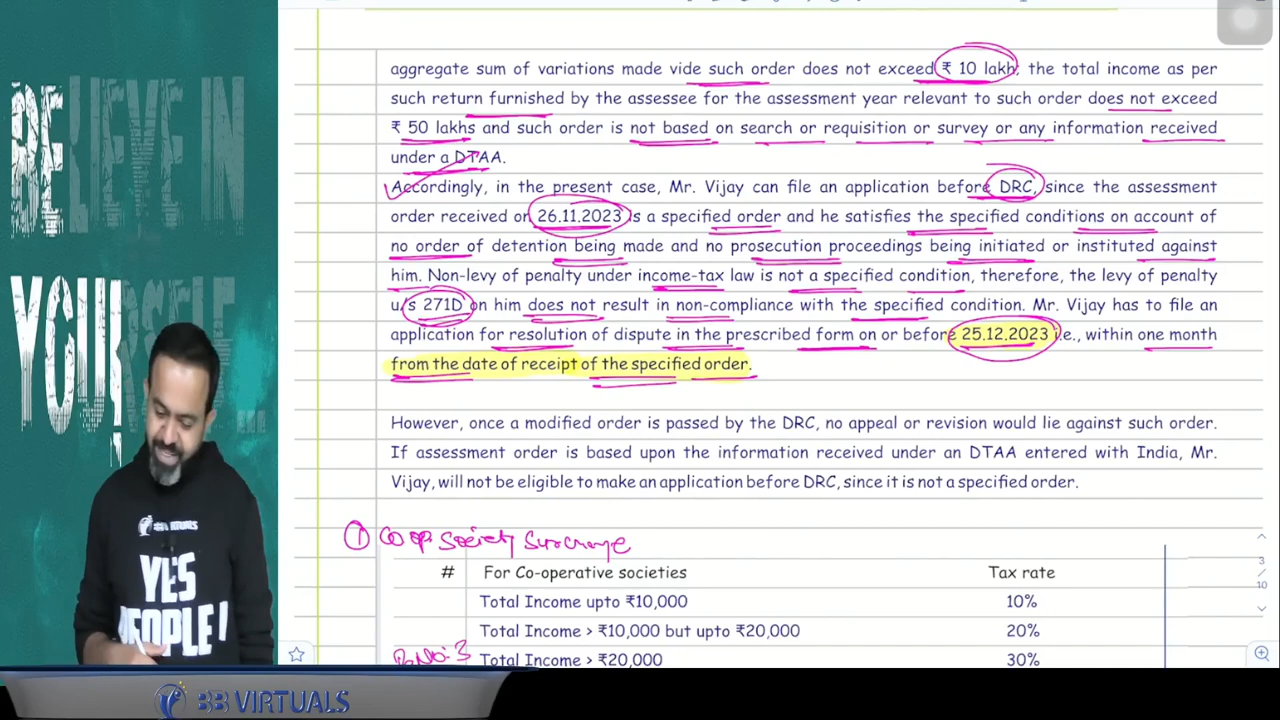 BELIEVE IN
YOURSELF...
BB VIRTUALS
YES
PEOPLE !
aggregate sum of variations made vide such order does not exceed ₹ 10 lakh, the total income as per
such return furnished by the assessee for the assessment year relevant to such order does not exceed
₹ 50 lakhs and such order is not based on search or requisition or survey or any information received
under a DTAA.
Accordingly, in the present case, Mr. Vijay can file an application before DRC, since the assessment
order received on 26.11.2023 is a specified order and he satisfies the specified conditions on account of
no order of detention being made and no prosecution proceedings being initiated or instituted against
him. Non-levy of penalty under income-tax law is not a specified condition, therefore, the levy of penalty
u/s 271D on him does not result in non-compliance with the specified condition. Mr. Vijay has to file an
application for resolution of dispute in the prescribed form on or before 25.12.2023 i.e., within one month
from the date of receipt of the specified order.
However, once a modified order is passed by the DRC, no appeal or revision would lie against such order.
If assessment order is based upon the information received under an DTAA entered with India, Mr.
Vijay, will not be eligible to make an application before DRC, since it is not a specified order.
① Co op. Society Surcharge
# For Co-operative societies Tax rate
Total Income upto ₹10,000 10%
Total Income > ₹10,000 but upto ₹20,000 20%
P.No: 3 Total Income > ₹20,000 30%
3
/
10
BB VIRTUALS